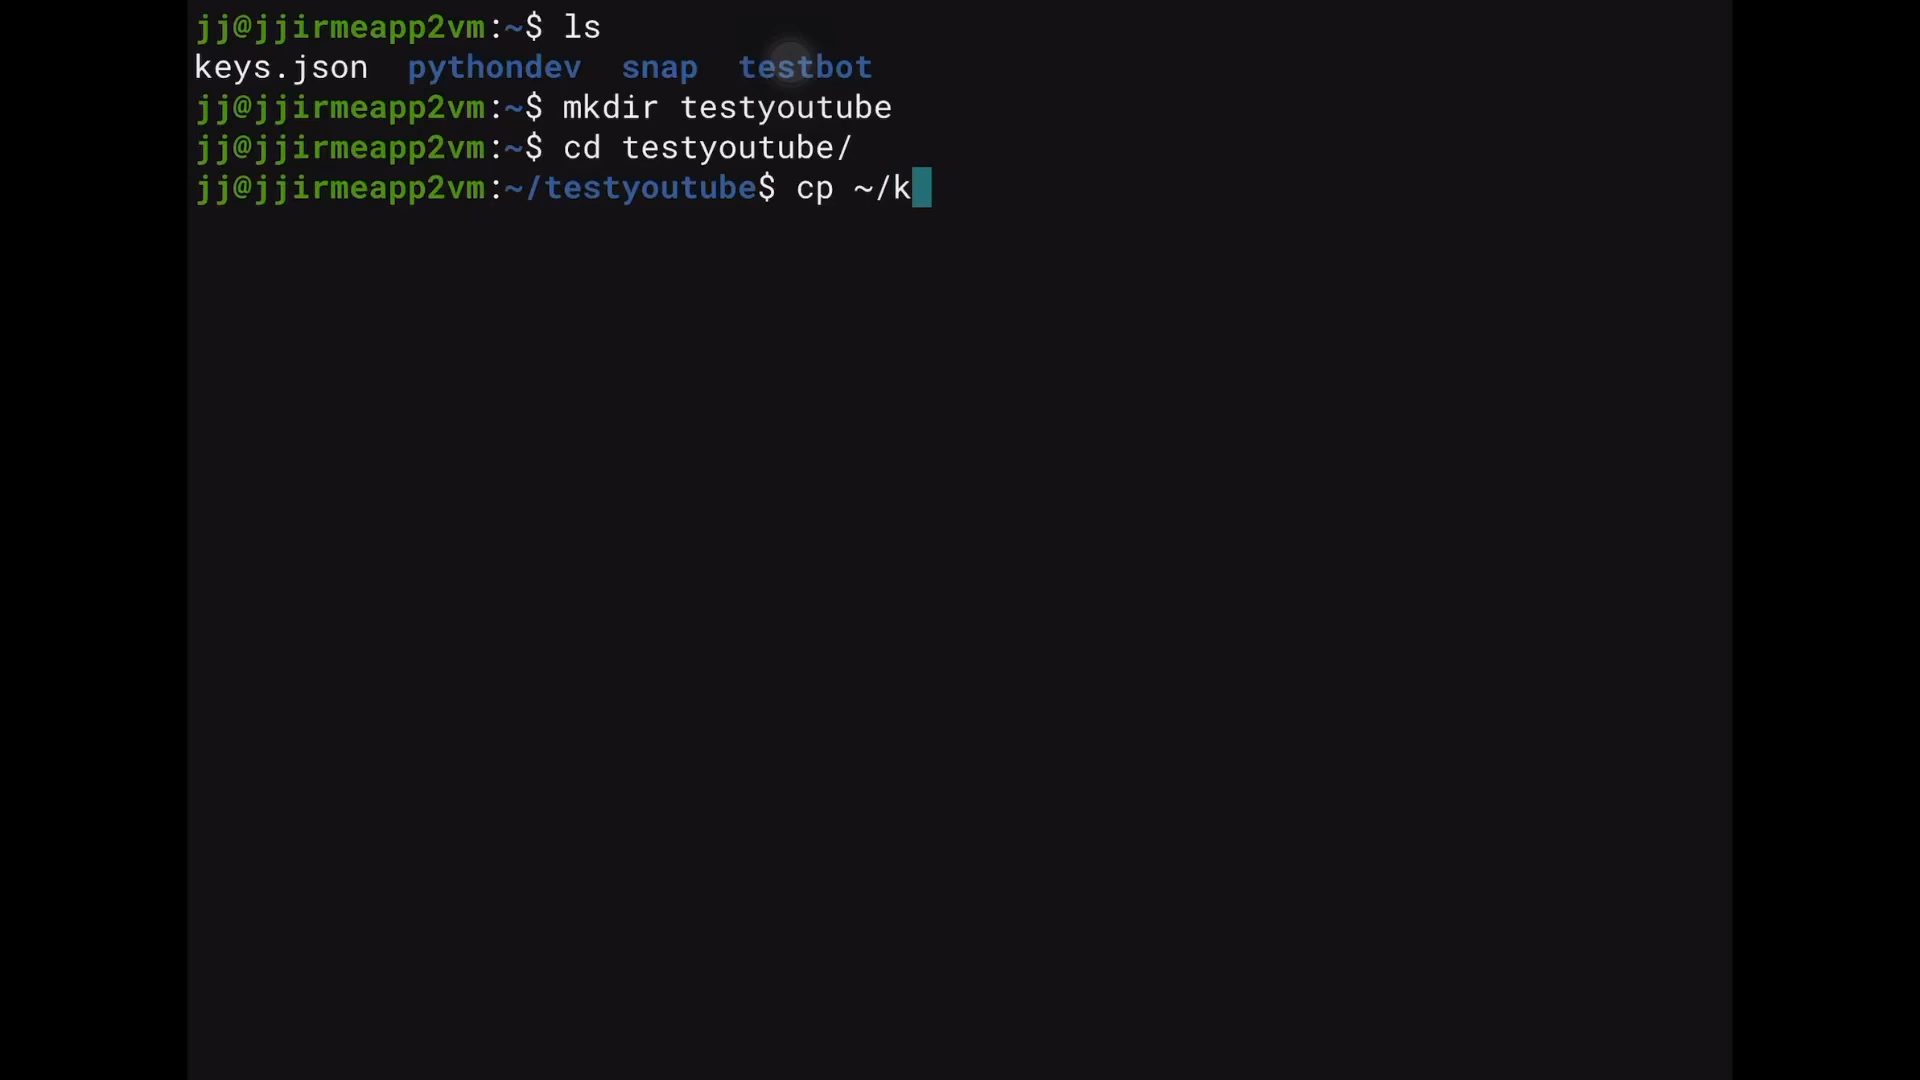 jj@jjirmeapp2vm:~$ ls
keys.json  pythondev  snap  testbot
jj@jjirmeapp2vm:~$ mkdir testyoutube
jj@jjirmeapp2vm:~$ cd testyoutube/
jj@jjirmeapp2vm:~/testyoutube$ cp ~/k